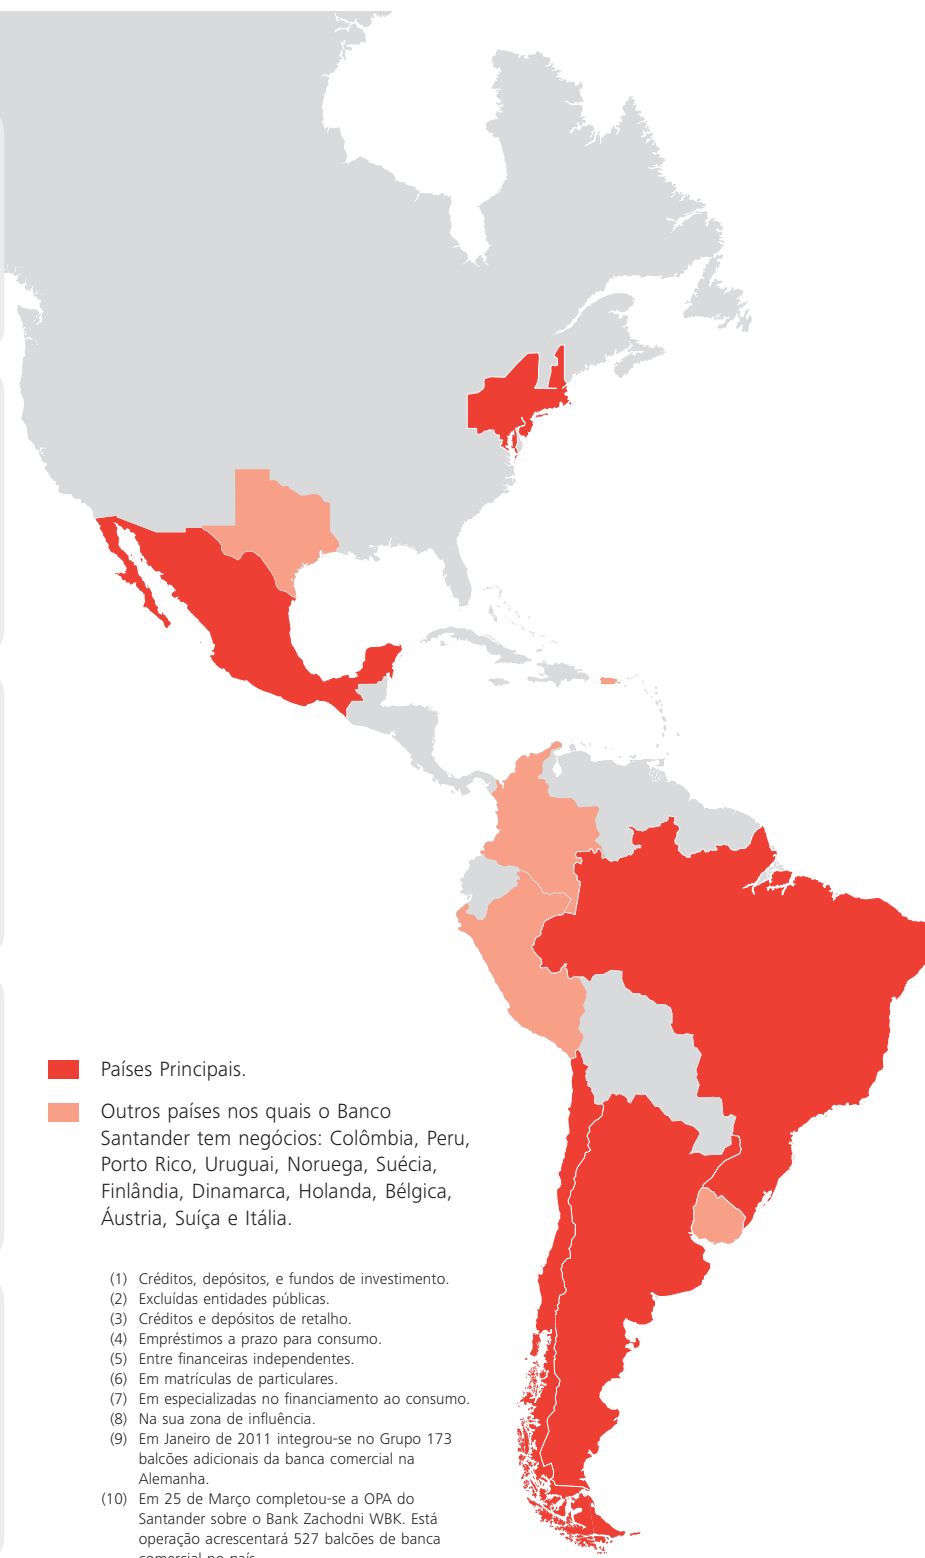 Países Principais.
Outros países nos quais o Banco
Santander tem negócios: Colômbia, Peru,
Porto Rico, Uruguai, Noruega, Suécia,
Finlândia, Dinamarca, Holanda, Bélgica,
Áustria, Suíça e Itália.
(1) Créditos, depósitos, e fundos de investimento.
(2) Excluídas entidades públicas.
(3) Créditos e depósitos de retalho.
(4) Empréstimos a prazo para consumo.
(5) Entre financeiras independentes.
(6) Em matrículas de particulares.
(7) Em especializadas no financiamento ao consumo.
(8) Na sua zona de influência.
(9) Em Janeiro de 2011 integrou-se no Grupo 173
balcões adicionais da banca comercial na
Alemanha.
(10) Em 25 de Março completou-se a OPA do
Santander sobre o Bank Zachodni WBK. Está
operação acrescentará 527 balcões de banca
comercial no país.